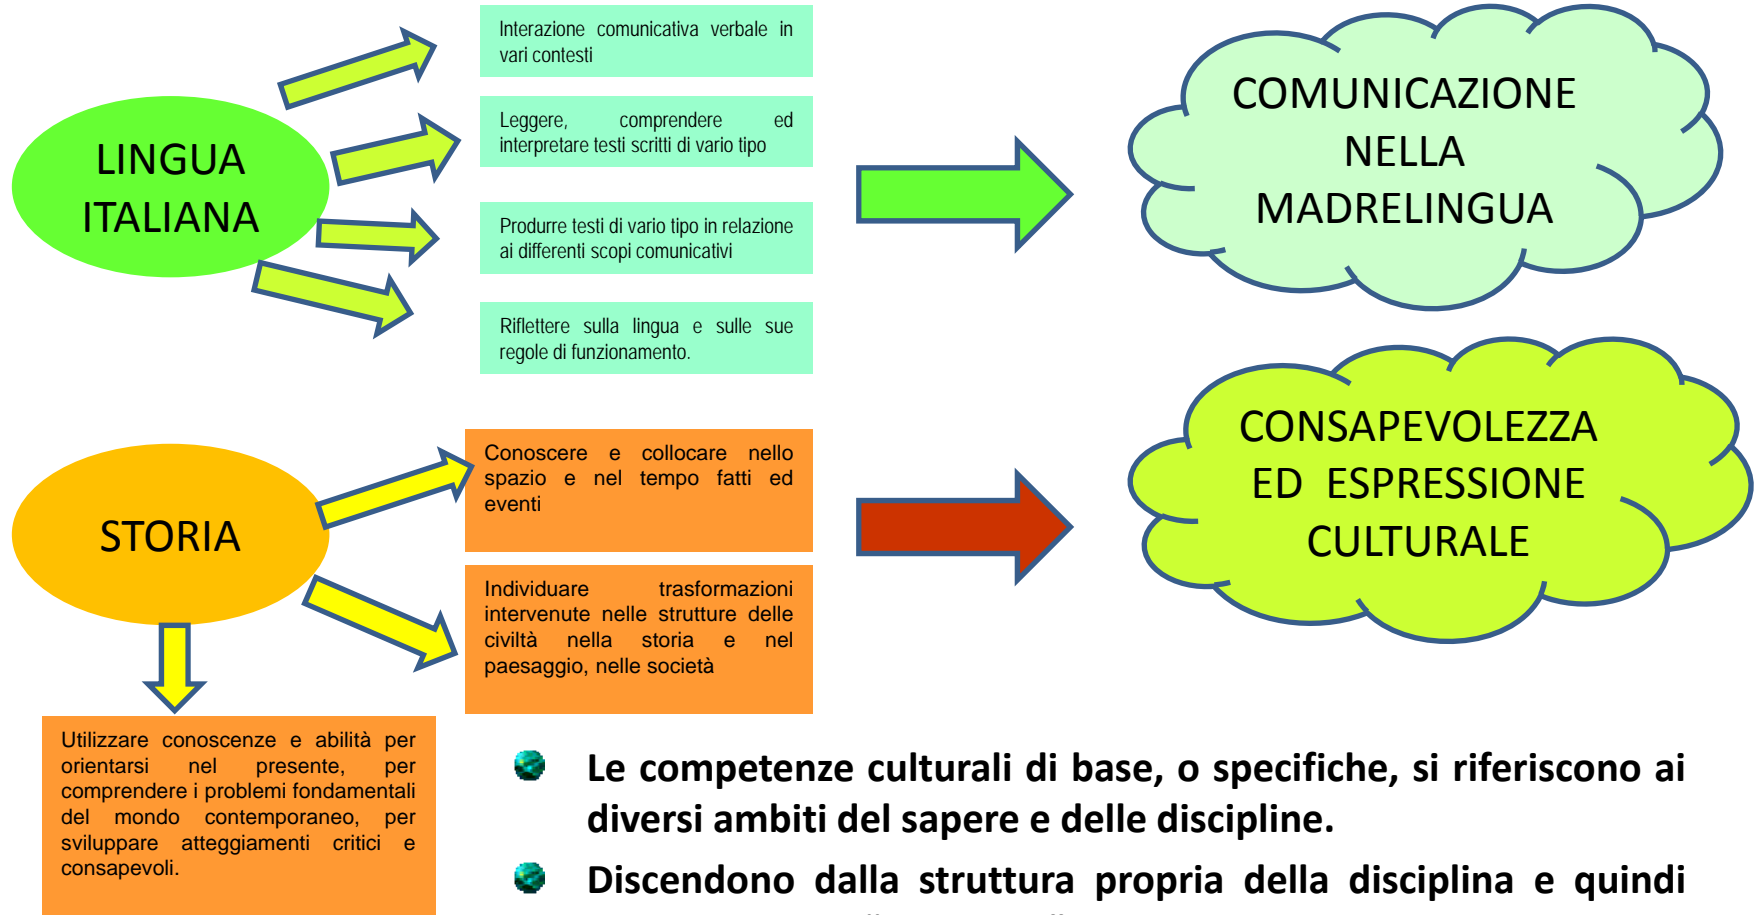 LINGUA
ITALIANA
Interazione comunicativa verbale in
vari contesti
Leggere, comprendere ed
interpretare testi scritti di vario tipo
Produrre testi di vario tipo in relazione
ai differenti scopi comunicativi
Riflettere sulla lingua e sulle sue
regole di funzionamento.
COMUNICAZIONE
NELLA
MADRELINGUA
STORIA
Conoscere e collocare nello
spazio e nel tempo fatti ed
eventi
Individuare trasformazioni
intervenute nelle strutture delle
civiltà nella storia e nel
paesaggio, nelle società
Utilizzare conoscenze e abilità per
orientarsi nel presente, per
comprendere i problemi fondamentali
del mondo contemporaneo, per
sviluppare atteggiamenti critici e
consapevoli.
CONSAPEVOLEZZA
ED ESPRESSIONE
CULTURALE
Le competenze culturali di base, o specifiche, si riferiscono ai
diversi ambiti del sapere e delle discipline.
Discendono dalla struttura propria della disciplina e quindi